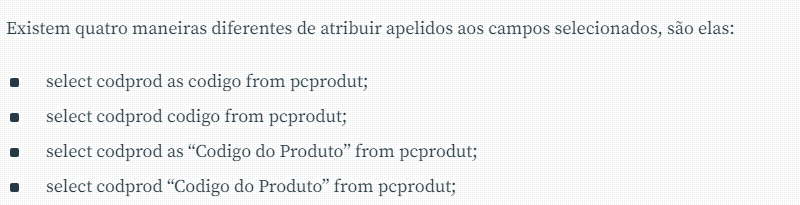 Existem quatro maneiras diferentes de atribuir apelidos aos campos selecionados, são elas:
select codprod as codigo from pcprodut;
select codprod codigo from pcprodut;
select codprod as “Codigo do Produto” from pcprodut;
select codprod “Codigo do Produto” from pcprodut;